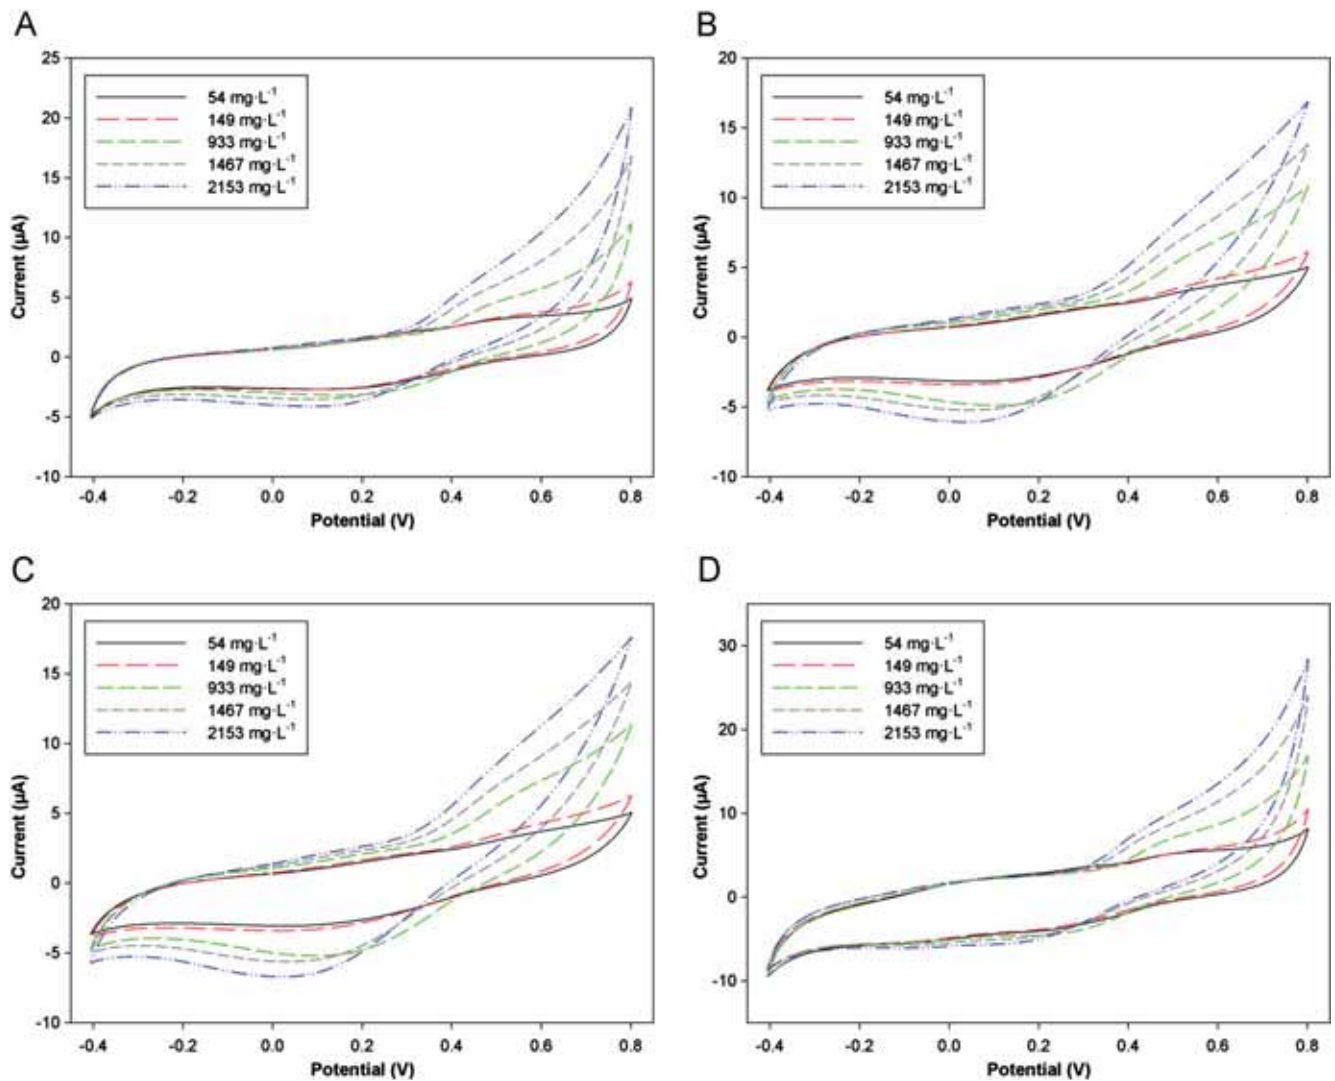 A
25
20
15
10
5
0
-5
-10
Current (µA)
54 mg·L⁻¹
149 mg·L⁻¹
933 mg·L⁻¹
1467 mg·L⁻¹
2153 mg·L⁻¹
-0.4 -0.2 0.0 0.2 0.4 0.6 0.8
Potential (V)
B
20
15
10
5
0
-5
-10
Current (µA)
54 mg·L⁻¹
149 mg·L⁻¹
933 mg·L⁻¹
1467 mg·L⁻¹
2153 mg·L⁻¹
-0.4 -0.2 0.0 0.2 0.4 0.6 0.8
Potential (V)
C
20
15
10
5
0
-5
-10
Current (µA)
54 mg·L⁻¹
149 mg·L⁻¹
933 mg·L⁻¹
1467 mg·L⁻¹
2153 mg·L⁻¹
-0.4 -0.2 0.0 0.2 0.4 0.6 0.8
Potential (V)
D
30
20
10
0
-10
Current (µA)
54 mg·L⁻¹
149 mg·L⁻¹
933 mg·L⁻¹
1467 mg·L⁻¹
2153 mg·L⁻¹
-0.4 -0.2 0.0 0.2 0.4 0.6 0.8
Potential (V)